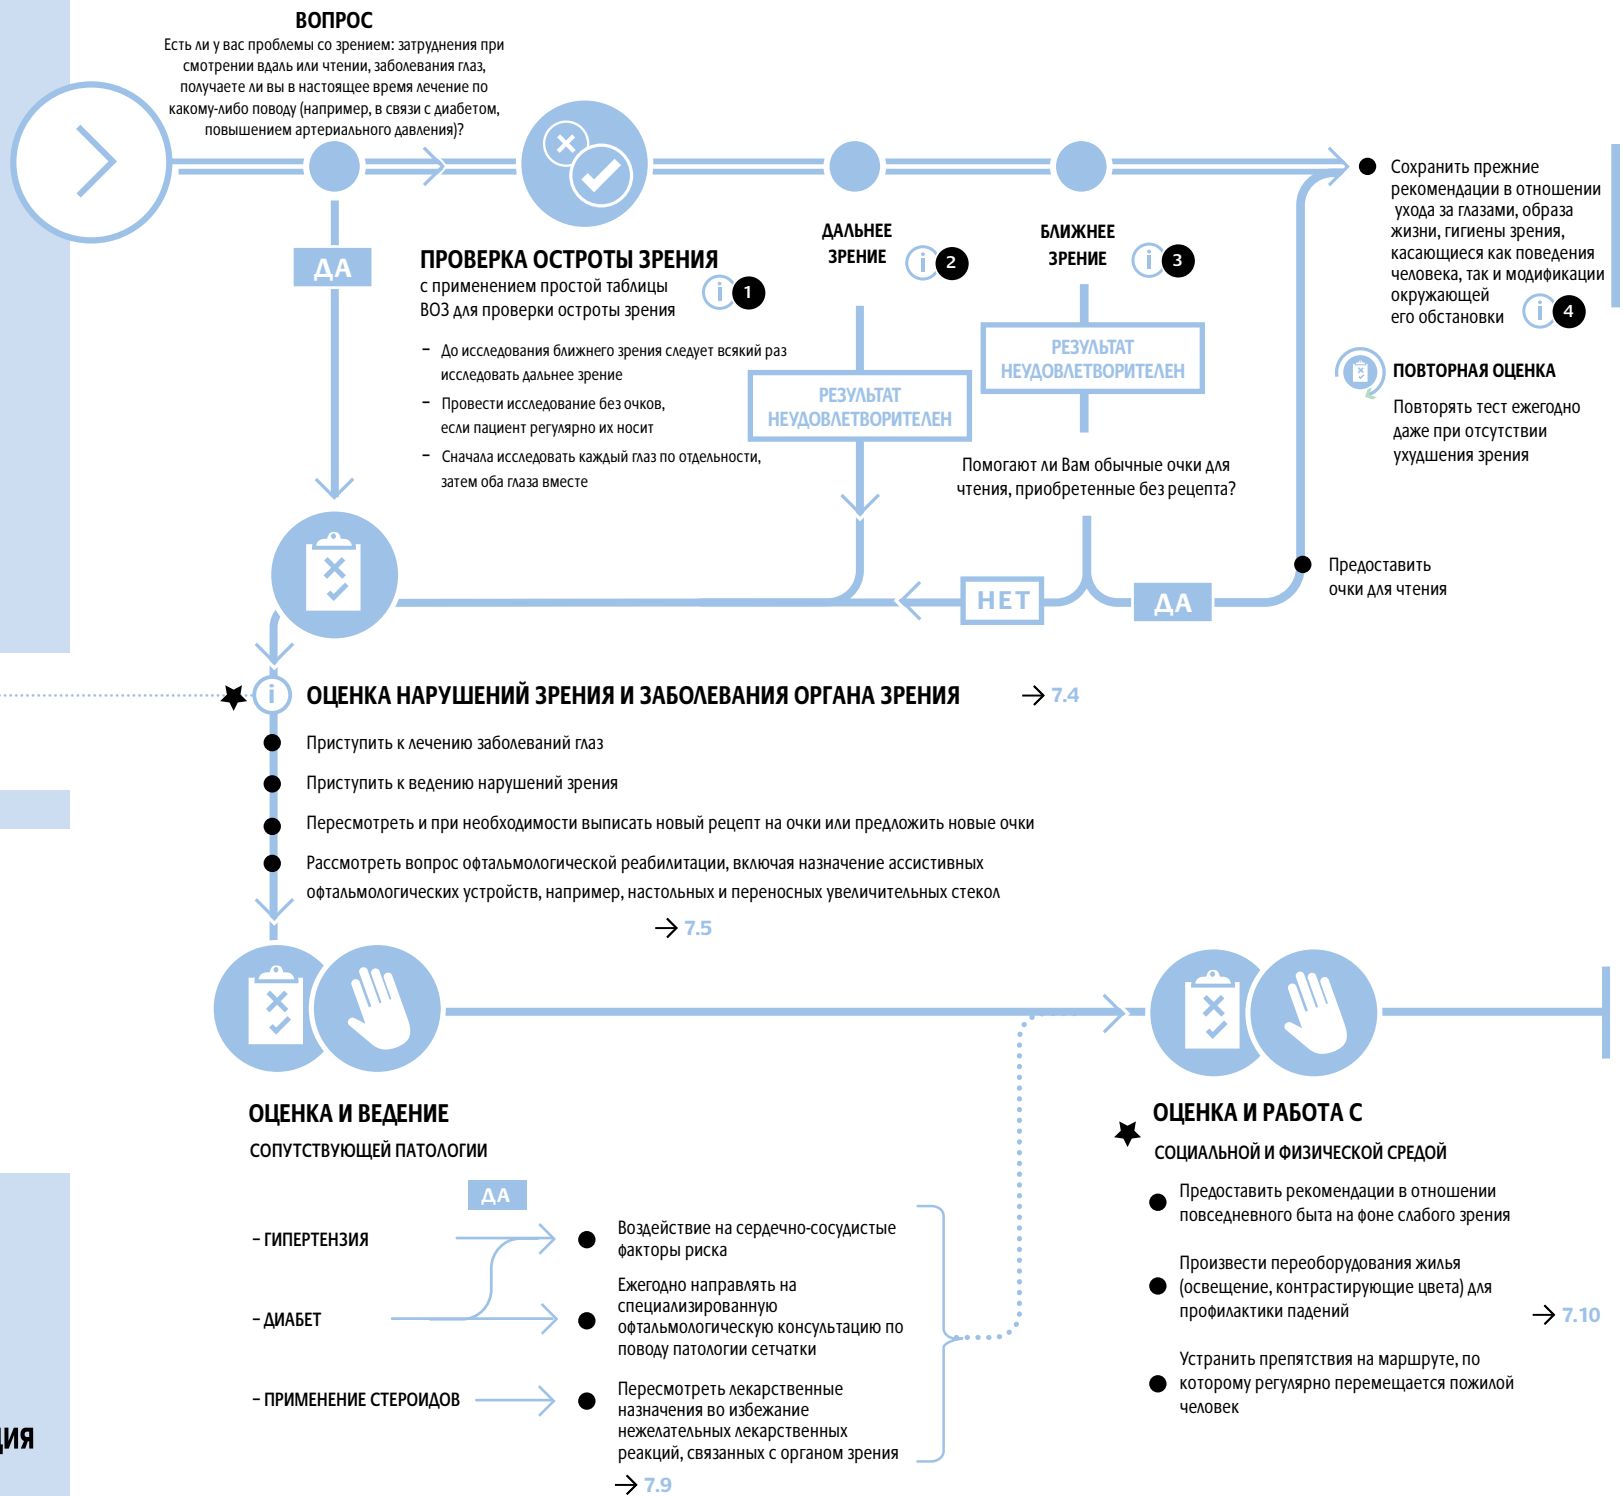 ВОПРОС
Есть ли у вас проблемы со зрением: затруднения при
смотрении вдаль или чтении, заболевания глаз,
получаете ли вы в настоящее время лечение по
какому-либо поводу (например, в связи с диабетом,
повышением артериального давления)?
ДА
ПРОВЕРКА ОСТРОТЫ ЗРЕНИЯ
с применением простой таблицы
ВОЗ для проверки остроты зрения
i 1
– До исследования ближнего зрения следует всякий раз
исследовать дальнее зрение
– Провести исследование без очков,
если пациент регулярно их носит
– Сначала исследовать каждый глаз по отдельности,
затем оба глаза вместе
ДАЛЬНЕЕ
ЗРЕНИЕ
i 2
РЕЗУЛЬТАТ
НЕУДОВЛЕТВОРИТЕЛЕН
БЛИЖНЕЕ
ЗРЕНИЕ
i 3
РЕЗУЛЬТАТ
НЕУДОВЛЕТВОРИТЕЛЕН
Помогают ли Вам обычные очки для
чтения, приобретенные без рецепта?
НЕТ
ДА
Предоставить
очки для чтения
Сохранить прежние
рекомендации в отношении
ухода за глазами, образа
жизни, гигиены зрения,
касающиеся как поведения
человека, так и модификации
окружающей
его обстановки
i 4
ПОВТОРНАЯ ОЦЕНКА
Повторять тест ежегодно
даже при отсутствии
ухудшения зрения
i
ОЦЕНКА НАРУШЕНИЙ ЗРЕНИЯ И ЗАБОЛЕВАНИЯ ОРГАНА ЗРЕНИЯ → 7.4
Приступить к лечению заболеваний глаз
Приступить к ведению нарушений зрения
Пересмотреть и при необходимости выписать новый рецепт на очки или предложить новые очки
Рассмотреть вопрос офтальмологической реабилитации, включая назначение ассистивных
офтальмологических устройств, например, настольных и переносных увеличительных стекол
→ 7.5
ОЦЕНКА И ВЕДЕНИЕ
СОПУТСТВУЮЩЕЙ ПАТОЛОГИИ
ДА
– ГИПЕРТЕНЗИЯ
– ДИАБЕТ
– ПРИМЕНЕНИЕ СТЕРОИДОВ
Воздействие на сердечно-сосудистые
факторы риска
Ежегодно направлять на
специализированную
офтальмологическую консультацию по
поводу патологии сетчатки
Пересмотреть лекарственные
назначения во избежание
нежелательных лекарственных
реакций, связанных с органом зрения
→ 7.9
ОЦЕНКА И РАБОТА С
СОЦИАЛЬНОЙ И ФИЗИЧЕСКОЙ СРЕДОЙ
Предоставить рекомендации в отношении
повседневного быта на фоне слабого зрения
Произвести переоборудования жилья
(освещение, контрастирующие цвета) для
профилактики падений
→ 7.10
Устранить препятствия на маршруте, по
которому регулярно перемещается пожилой
человек